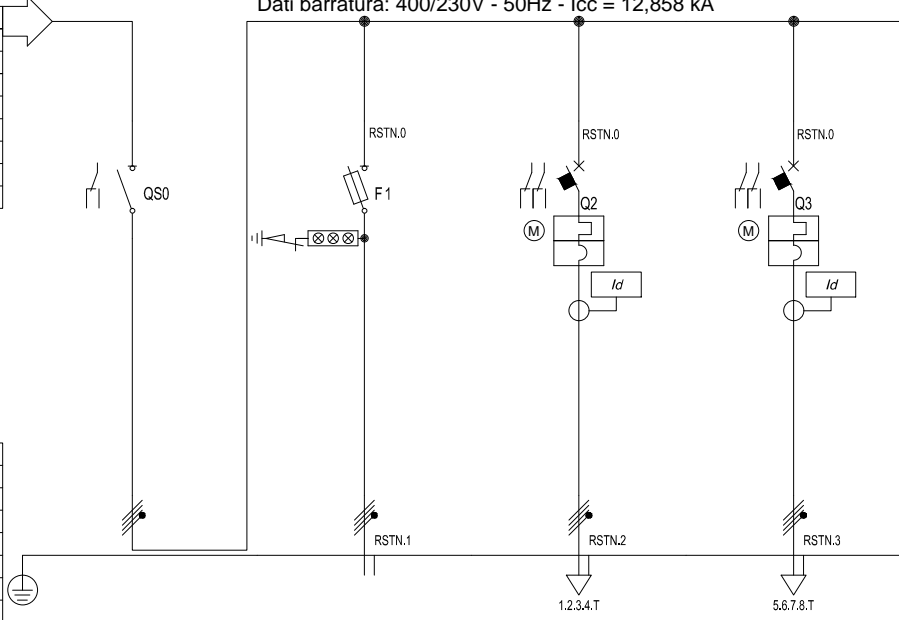 Dati barratura: 400/230V - 50Hz - Icc = 12,858 kA
RSTN.0
RSTN.0
RSTN.0
QS0
F1
Q2
Q3
M
M
Id
Id
RSTN.1
RSTN.2
RSTN.3
1.2.3.4.T
5.6.7.8.T